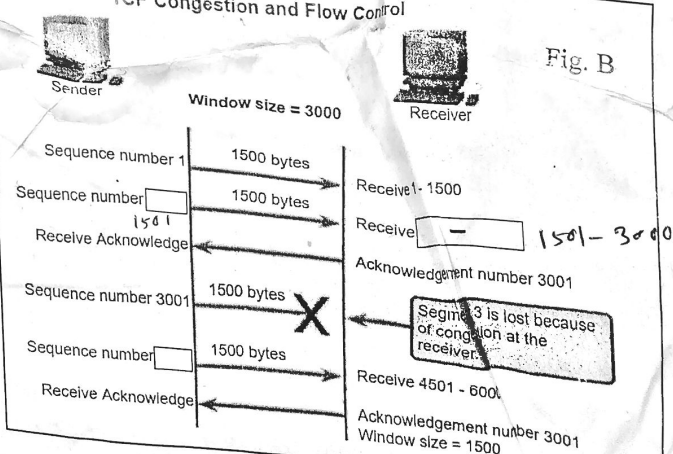 Congestion and Flow Control
Fig. B
Sender
Receiver
Window size = 3000
Sequence number 1
1500 bytes
Receive 1- 1500
Sequence number
1500 bytes
1501
Receive
-
1501 - 3000
Receive Acknowledge
Acknowledgement number 3001
Sequence number 3001
1500 bytes
X
Segment 3 is lost because
of congestion at the
receiver.
Sequence number
1500 bytes
Receive 4501 - 6000
Receive Acknowledge
Acknowledgement number 3001
Window size = 1500